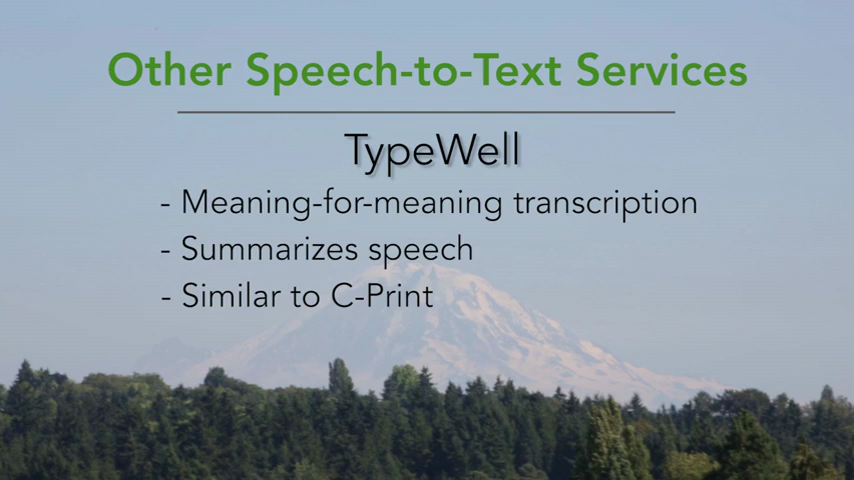 Other Speech-to-Text Services
TypeWell
- Meaning-for-meaning transcription
- Summarizes speech
- Similar to C-Print